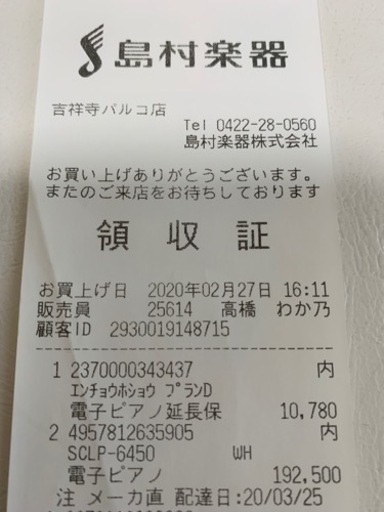 島村楽器
吉祥寺パルコ店
Tel 0422-28-0560
島村楽器株式会社
お買い上げありがとうございます。
またのご来店をお待ちしております
領収証
お買上げ日 2020年02月27日 16:11
販売員 25614 高橋 わか乃
顧客ID 2930019148715
1 2370000343437 内
エンチョウホショウ プランD
電子ピアノ延長保 10,780
2 4957812635905 内
SCLP-6450 WH
電子ピアノ 192,500
注 メーカ直 配達日:20/03/25